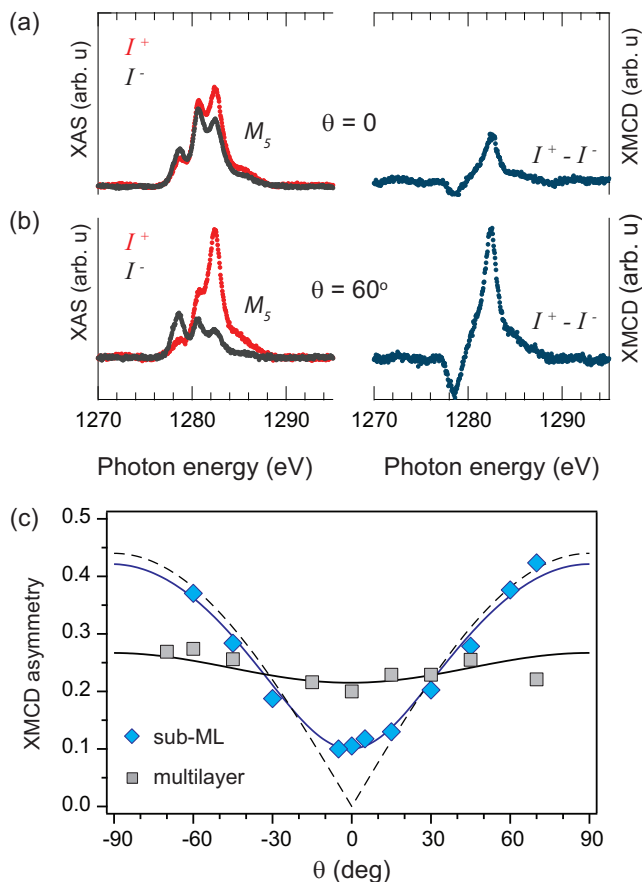 (a)
I +
I -
XAS (arb. u)
M5
θ = 0
XMCD (arb. u)
I + - I -
(b)
I +
I -
XAS (arb. u)
M5
θ = 60o
XMCD (arb. u)
I + - I -
1270 1280 1290
1270 1280 1290
Photon energy (eV)
Photon energy (eV)
(c)
XMCD asymmetry
0.5
0.4
0.3
0.2
0.1
0.0
sub-ML
multilayer
-90 -60 -30 0 30 60 90
θ (deg)